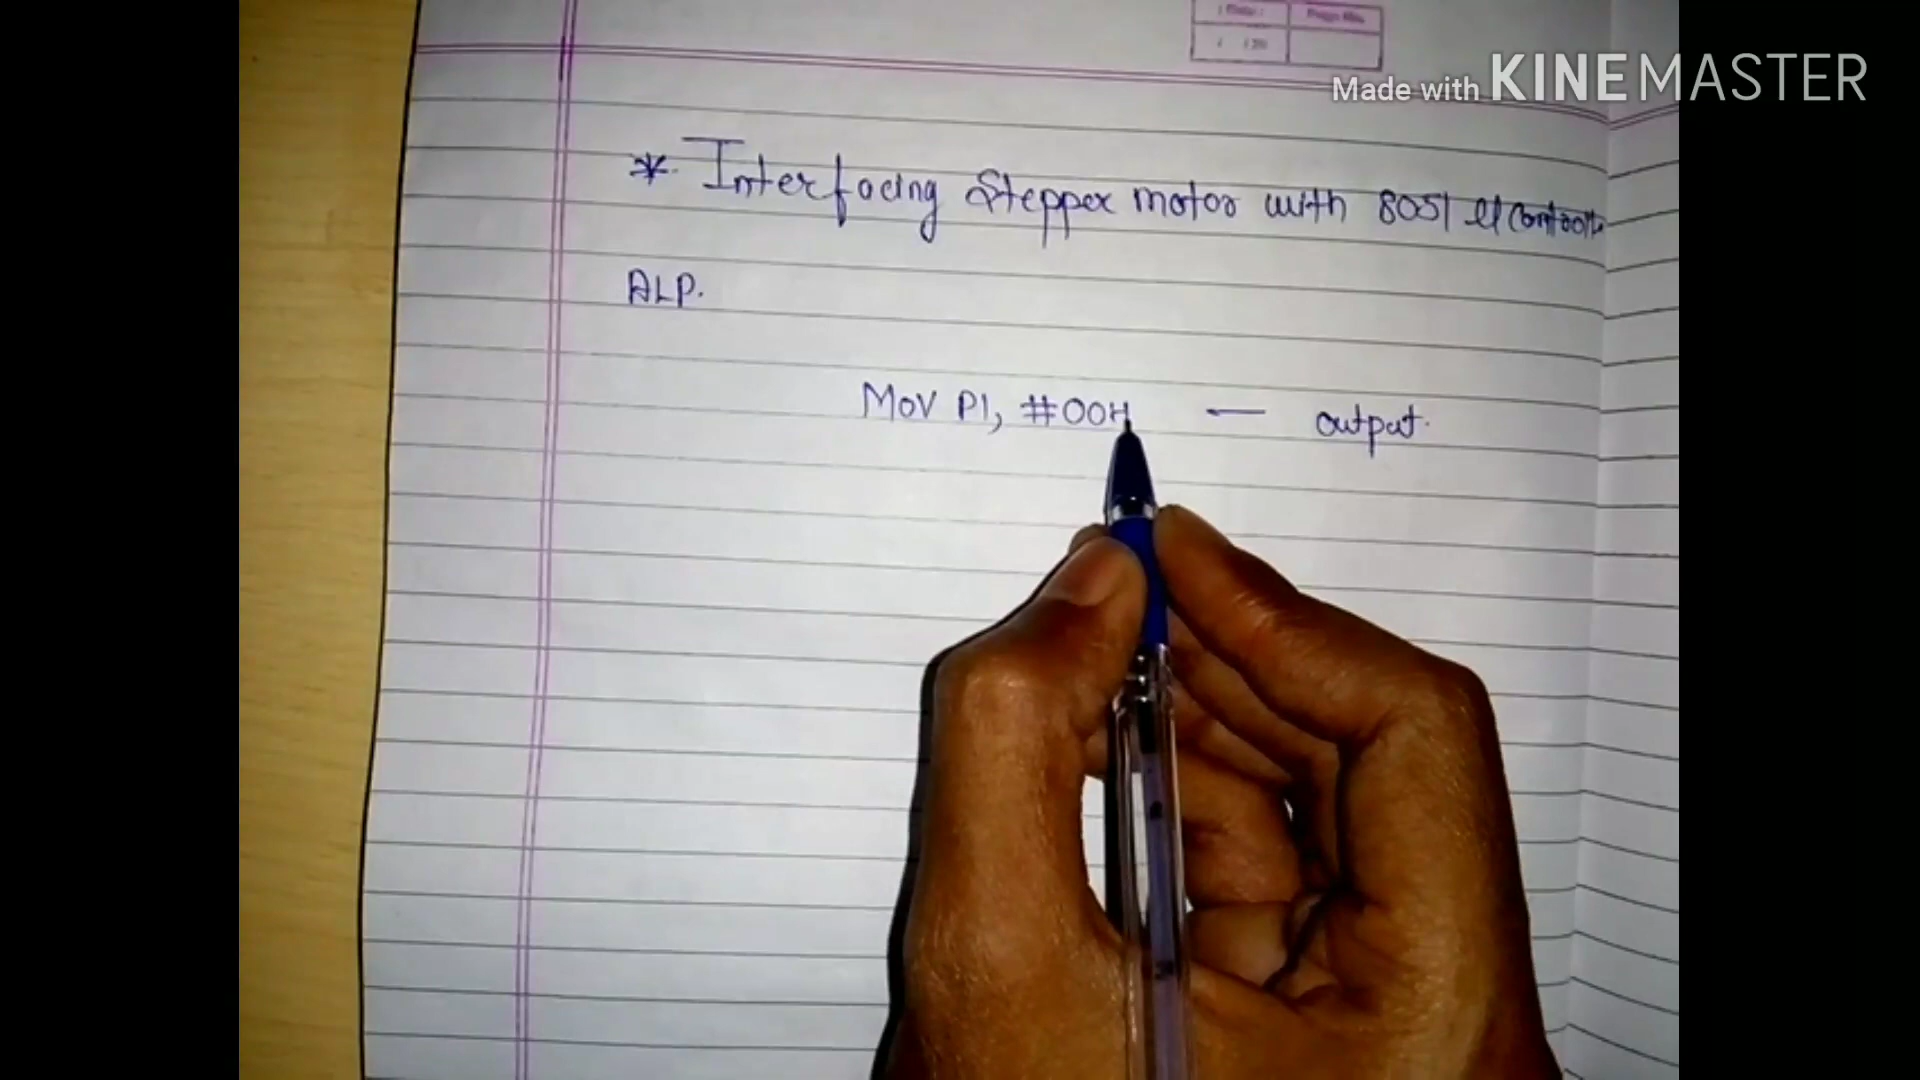 Made with KINEMASTER
* Interfacing Stepper motor with 8051
ALP.
MOV P1, #00H — output.